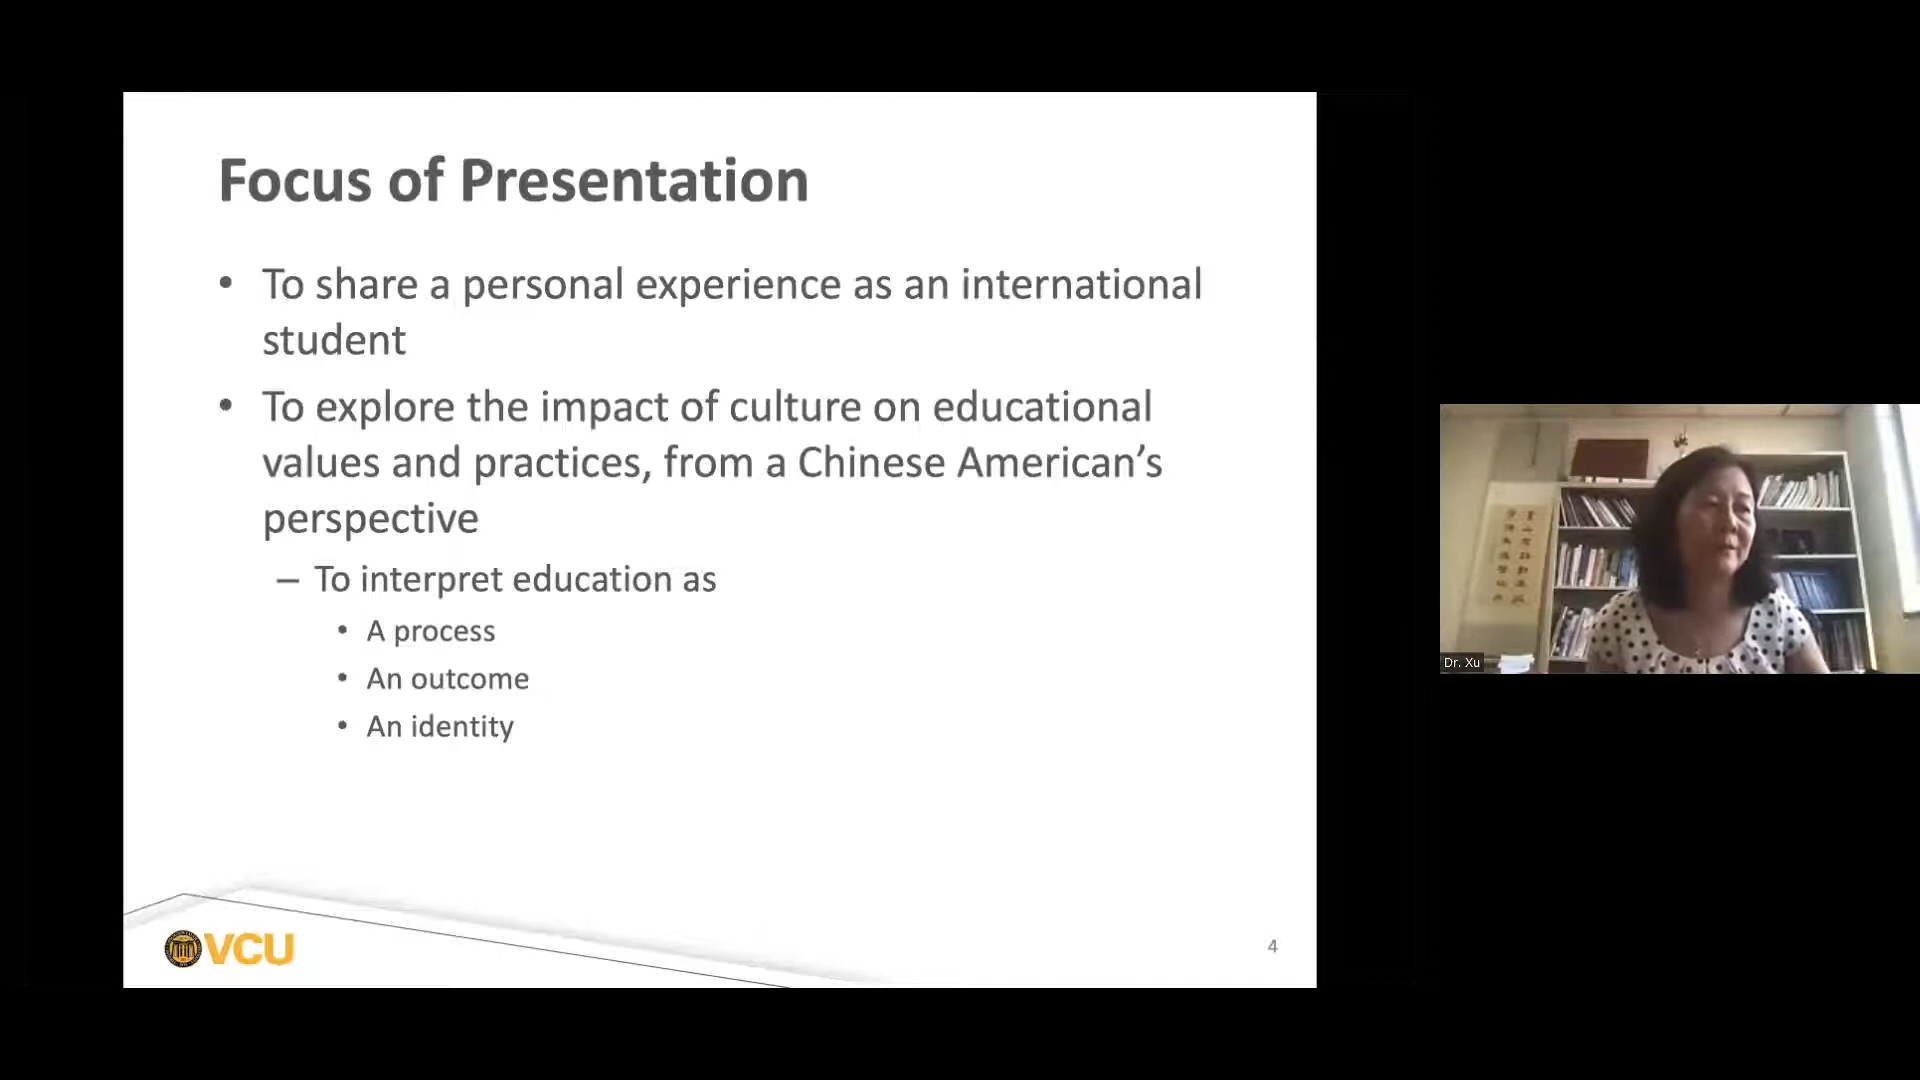 Focus of Presentation
• To share a personal experience as an international
student
• To explore the impact of culture on educational
values and practices, from a Chinese American's
perspective
– To interpret education as
• A process
• An outcome
• An identity
VCU
4
Dr. Xu